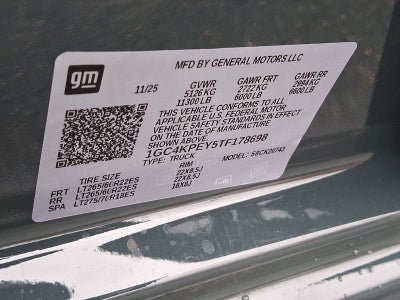 gm
MFD BY GENERAL MOTORS LLC
11/25 GVWR GAWR FRT GAWR RR
5126 KG 2722 KG 2994 KG
11300 LB 6000 LB 6600 LB
THIS VEHICLE CONFORMS TO ALL
APPLICABLE U.S. FEDERAL MOTOR
VEHICLE SAFETY STANDARDS IN EFFECT
ON THE DATE OF MANUFACTURE
SHOWN ABOVE.
1GC4KPEY5TF178698
TYPE: TRUCK MODEL: S8CK20743
TIRE SIZE RIM
FRT LT265/60R22ES 22X8.5J
RR LT265/60R22ES 22X8.5J
SPA LT275/70R18ES 18X8J